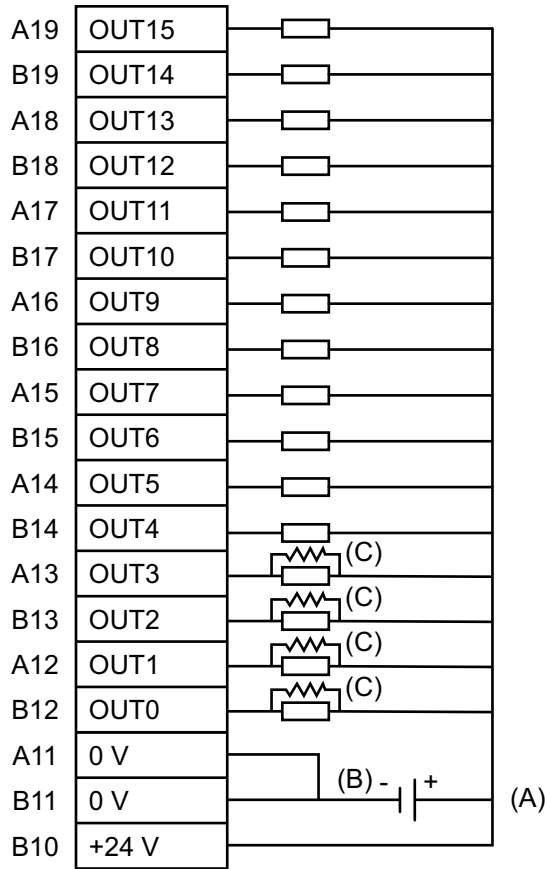 A19 OUT15
B19 OUT14
A18 OUT13
B18 OUT12
A17 OUT11
B17 OUT10
A16 OUT9
B16 OUT8
A15 OUT7
B15 OUT6
A14 OUT5
B14 OUT4
(C)
A13 OUT3
(C)
B13 OUT2
(C)
A12 OUT1
(C)
B12 OUT0
A11 0 V
B11 0 V (B) - + (A)
B10 +24 V